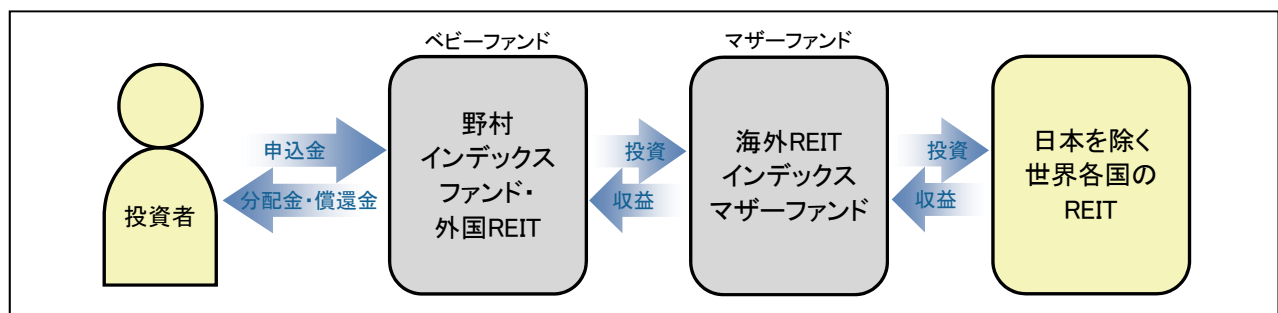 ベビーファンド
マザーファンド
投資者
申込金
分配金・償還金
野村
インデックス
ファンド・
外国REIT
投資
収益
海外REIT
インデックス
マザーファンド
投資
収益
日本を除く
世界各国の
REIT